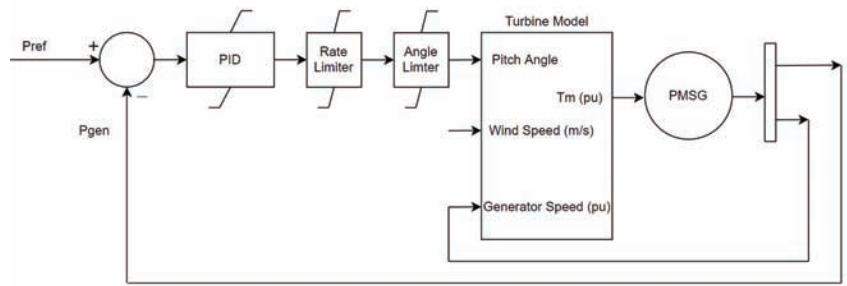 Turbine Model
Pref
+
PID
Rate
Limiter
Angle
Limter
Pitch Angle
Tm (pu)
PMSG
−
Pgen
Wind Speed (m/s)
Generator Speed (pu)